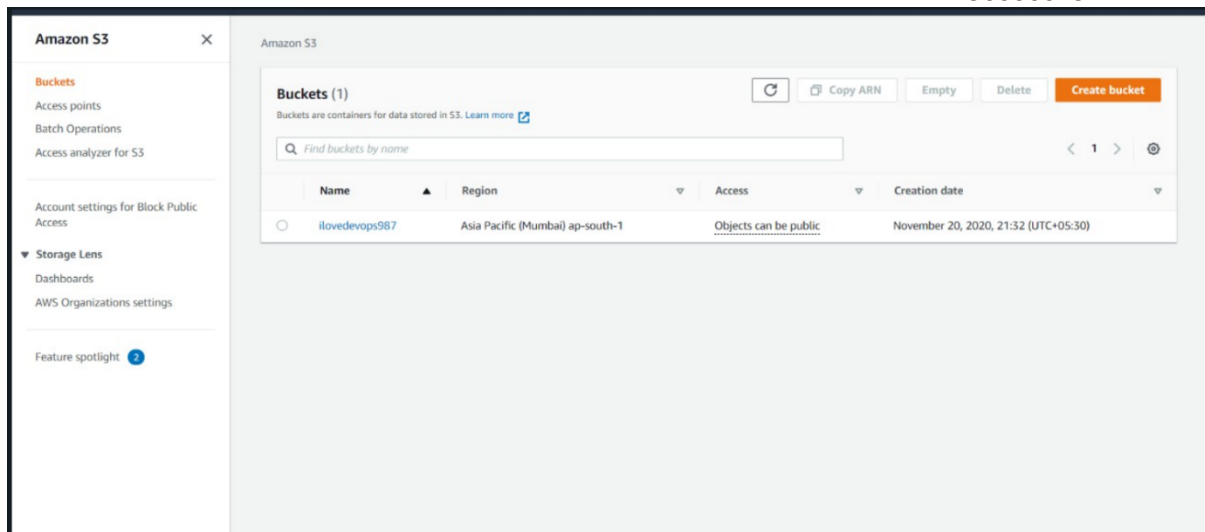 Amazon S3
Buckets
Access points
Batch Operations
Access analyzer for S3
Account settings for Block Public
Access
Storage Lens
Dashboards
AWS Organizations settings
Feature spotlight 2
Amazon S3
Buckets (1)
Copy ARN Empty Delete Create bucket
Buckets are containers for data stored in S3. Learn more
Find buckets by name
1
Name Region Access Creation date
ilovedevops987 Asia Pacific (Mumbai) ap-south-1 Objects can be public November 20, 2020, 21:32 (UTC+05:30)